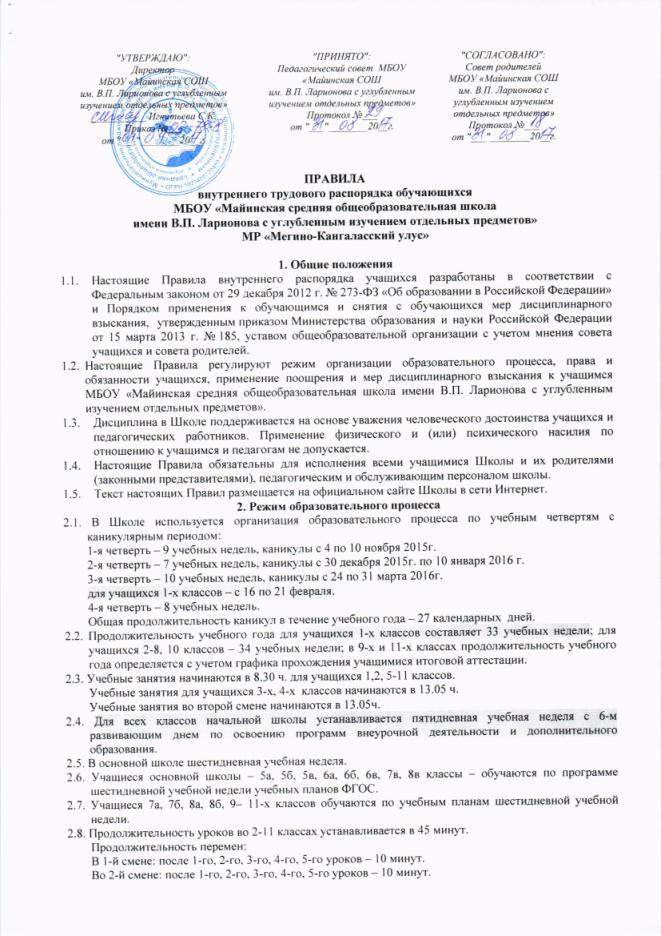 "УТВЕРЖДАЮ":
Директор
МБОУ «Майинская СОШ
им. В.П. Ларионова с углубленным
изучением отдельных предметов»
Игнатьева С.К.
Приказ №
от "31" 08 2017г.
"ПРИНЯТО":
Педагогический совет МБОУ
«Майинская СОШ
им. В.П. Ларионова с углубленным
изучением отдельных предметов»
Протокол №
от "31" 08 2017г.
"СОГЛАСОВАНО":
Совет родителей
МБОУ «Майинская СОШ
им. В.П. Ларионова с
углубленным изучением
отдельных предметов»
Протокол № 18
от "31" 08 2017г.
ПРАВИЛА
внутреннего трудового распорядка обучающихся
МБОУ «Майинская средняя общеобразовательная школа
имени В.П. Ларионова с углубленным изучением отдельных предметов»
МР «Мегино-Кангаласский улус»
1. Общие положения
1.1. Настоящие Правила внутреннего распорядка учащихся разработаны в соответствии с
Федеральным законом от 29 декабря 2012 г. № 273-ФЗ «Об образовании в Российской Федерации»
и Порядком применения к обучающимся и снятия с обучающихся мер дисциплинарного
взыскания, утвержденным приказом Министерства образования и науки Российской Федерации
от 15 марта 2013 г. № 185, уставом общеобразовательной организации с учетом мнения совета
учащихся и совета родителей.
1.2. Настоящие Правила регулируют режим организации образовательного процесса, права и
обязанности учащихся, применение поощрения и мер дисциплинарного взыскания к учащимся
МБОУ «Майинская средняя общеобразовательная школа имени В.П. Ларионова с углубленным
изучением отдельных предметов».
1.3. Дисциплина в Школе поддерживается на основе уважения человеческого достоинства учащихся и
педагогических работников. Применение физического и (или) психического насилия по
отношению к учащимся и педагогам не допускается.
1.4. Настоящие Правила обязательны для исполнения всеми учащимися Школы и их родителями
(законными представителями), педагогическим и обслуживающим персоналом школы.
1.5. Текст настоящих Правил размещается на официальном сайте Школы в сети Интернет.
2. Режим образовательного процесса
2.1. В Школе используется организация образовательного процесса по учебным четвертям с
каникулярным периодом:
1-я четверть – 9 учебных недель, каникулы с 4 по 10 ноября 2015г.
2-я четверть – 7 учебных недель, каникулы с 30 декабря 2015г. по 10 января 2016 г.
3-я четверть – 10 учебных недель, каникулы с 24 по 31 марта 2016г.
для учащихся 1-х классов – с 16 по 21 февраля.
4-я четверть – 8 учебных недель.
Общая продолжительность каникул в течение учебного года – 27 календарных дней.
2.2. Продолжительность учебного года для учащихся 1-х классов составляет 33 учебных недели; для
учащихся 2-8, 10 классов – 34 учебных недели; в 9-х и 11-х классах продолжительность учебного
года определяется с учетом графика прохождения учащимися итоговой аттестации.
2.3. Учебные занятия начинаются в 8.30 ч. для учащихся 1,2, 5-11 классов.
Учебные занятия для учащихся 3-х, 4-х классов начинаются в 13.05 ч.
Учебные занятия во второй смене начинаются в 13.05ч.
2.4. Для всех классов начальной школы устанавливается пятидневная учебная неделя с 6-м
развивающим днем по освоению программ внеурочной деятельности и дополнительного
образования.
2.5. В основной школе шестидневная учебная неделя.
2.6. Учащиеся основной школы – 5а, 5б, 5в, 6а, 6б, 6в, 7в, 8в классы – обучаются по программе
шестидневной учебной недели учебных планов ФГОС.
2.7. Учащиеся 7а, 7б, 8а, 8б, 9– 11-х классов обучаются по учебным планам шестидневной учебной
недели.
2.8. Продолжительность уроков во 2-11 классах устанавливается в 45 минут.
Продолжительность перемен:
В 1-й смене: после 1-го, 2-го, 3-го, 4-го, 5-го уроков – 10 минут.
Во 2-й смене: после 1-го, 2-го, 3-го, 4-го, 5-го уроков – 10 минут.